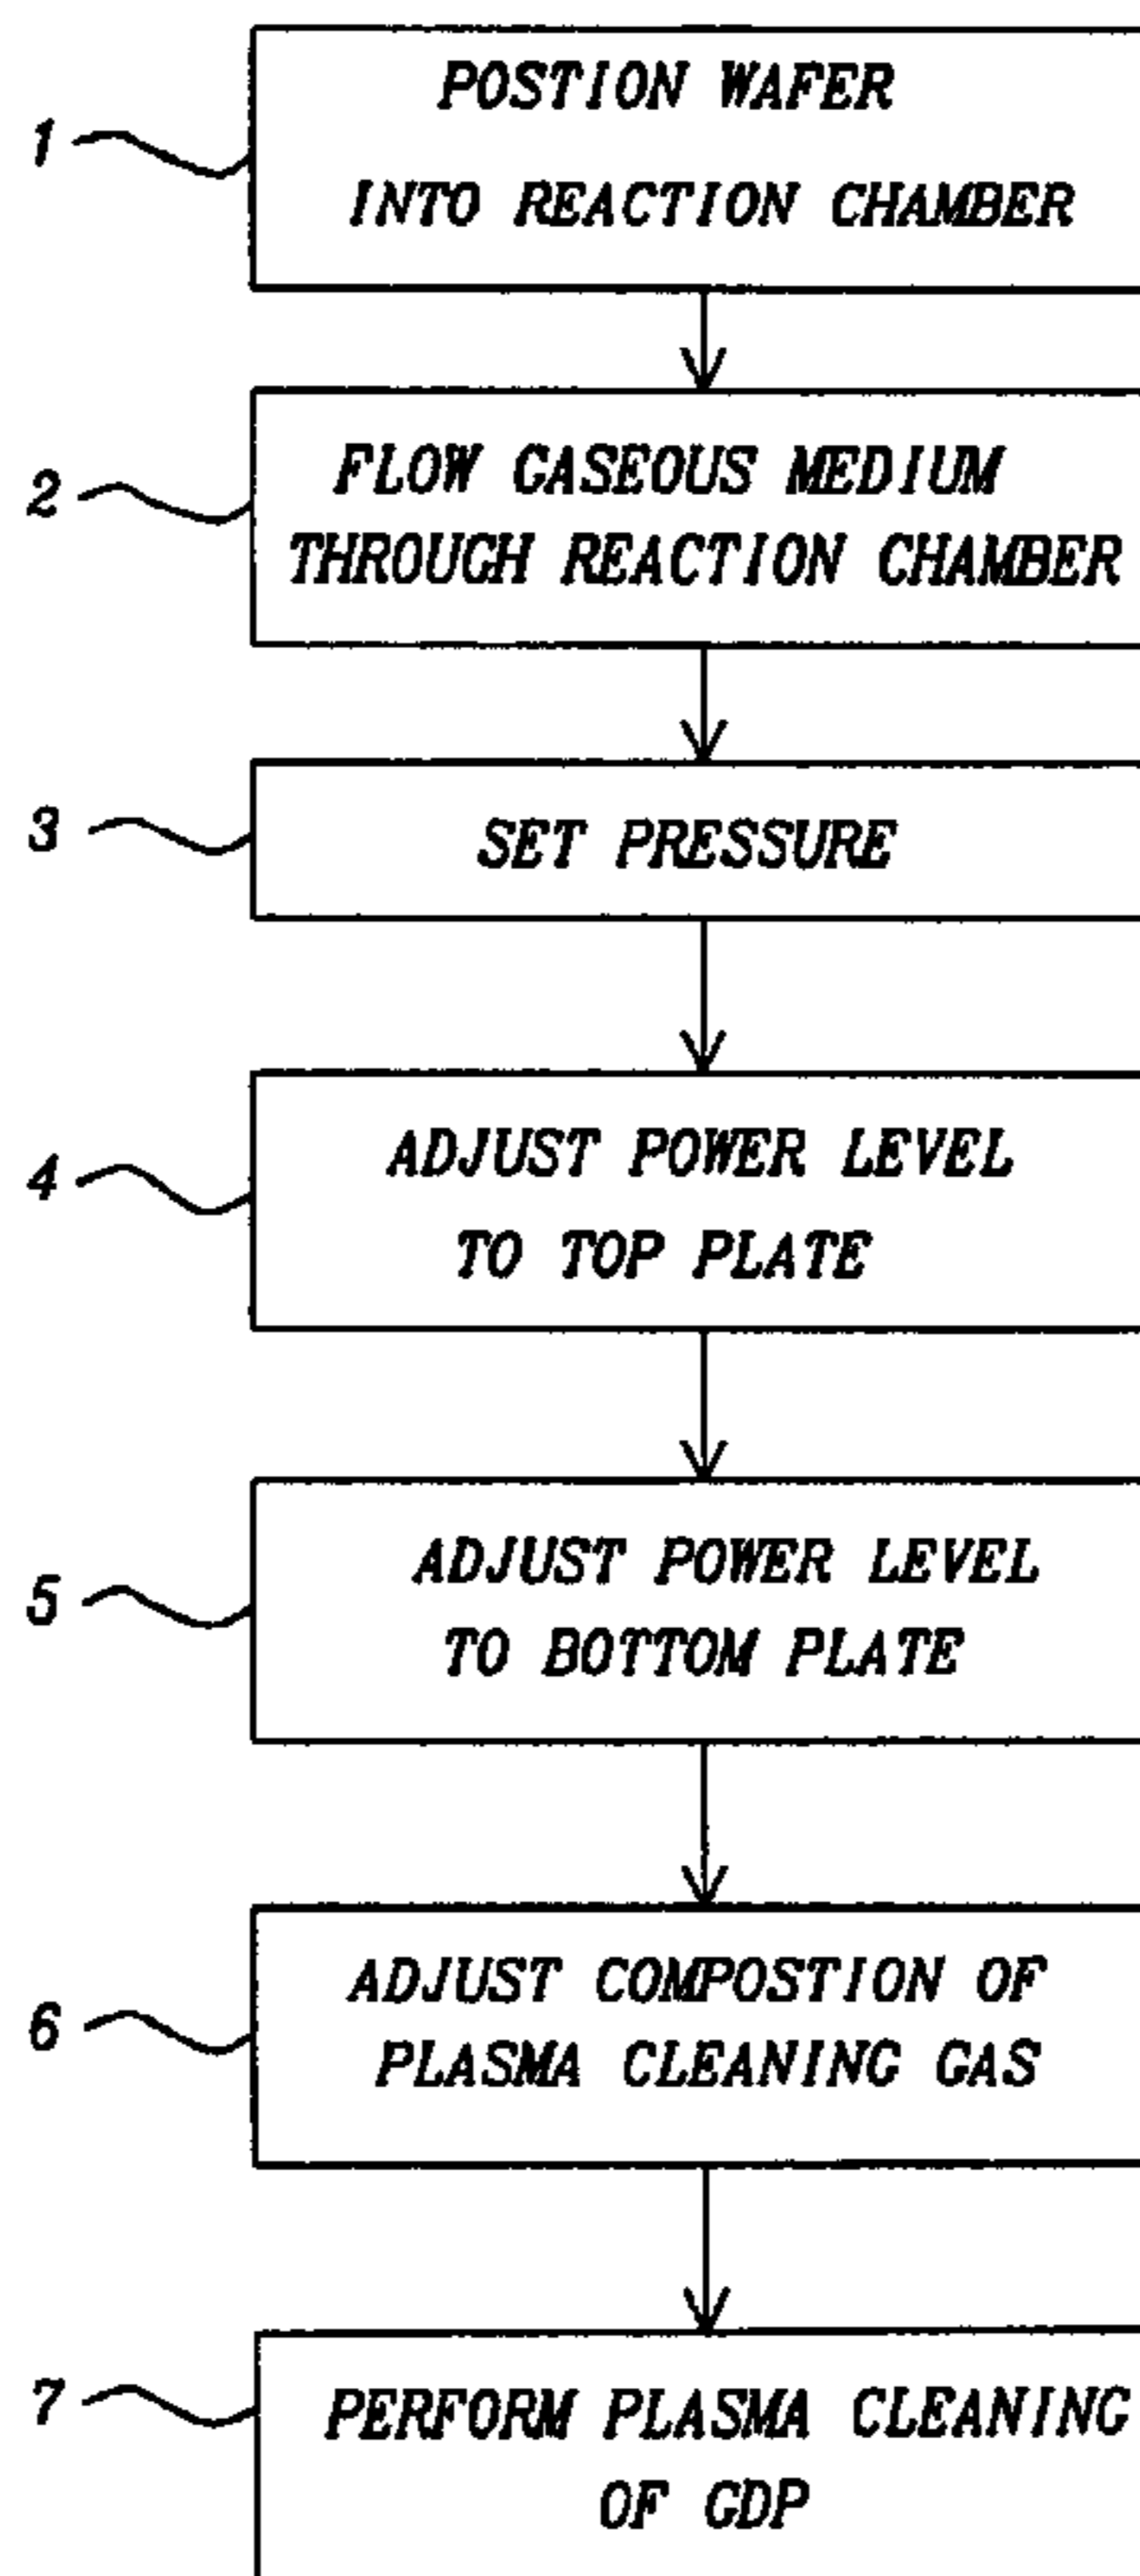 1
POSTION WAFER
INTO REACTION CHAMBER
2
FLOW GASEOUS MEDIUM
THROUGH REACTION CHAMBER
3
SET PRESSURE
4
ADJUST POWER LEVEL
TO TOP PLATE
5
ADJUST POWER LEVEL
TO BOTTOM PLATE
6
ADJUST COMPOSTION OF
PLASMA CLEANING GAS
7
PERFORM PLASMA CLEANING
OF GDP